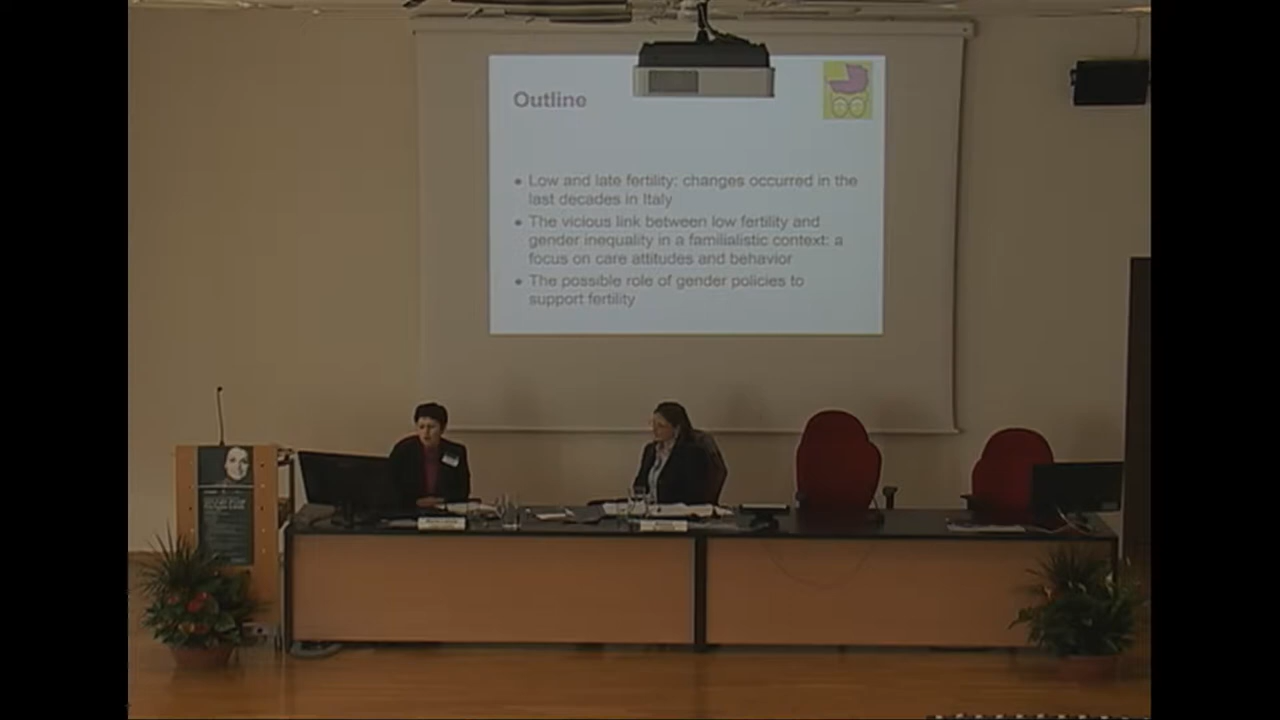 Outline
• Low and late fertility: changes occurred in the
last decades in Italy
• The vicious link between low fertility and
gender inequality in a familialistic context: a
focus on care attitudes and behavior
• The possible role of gender policies to
support fertility